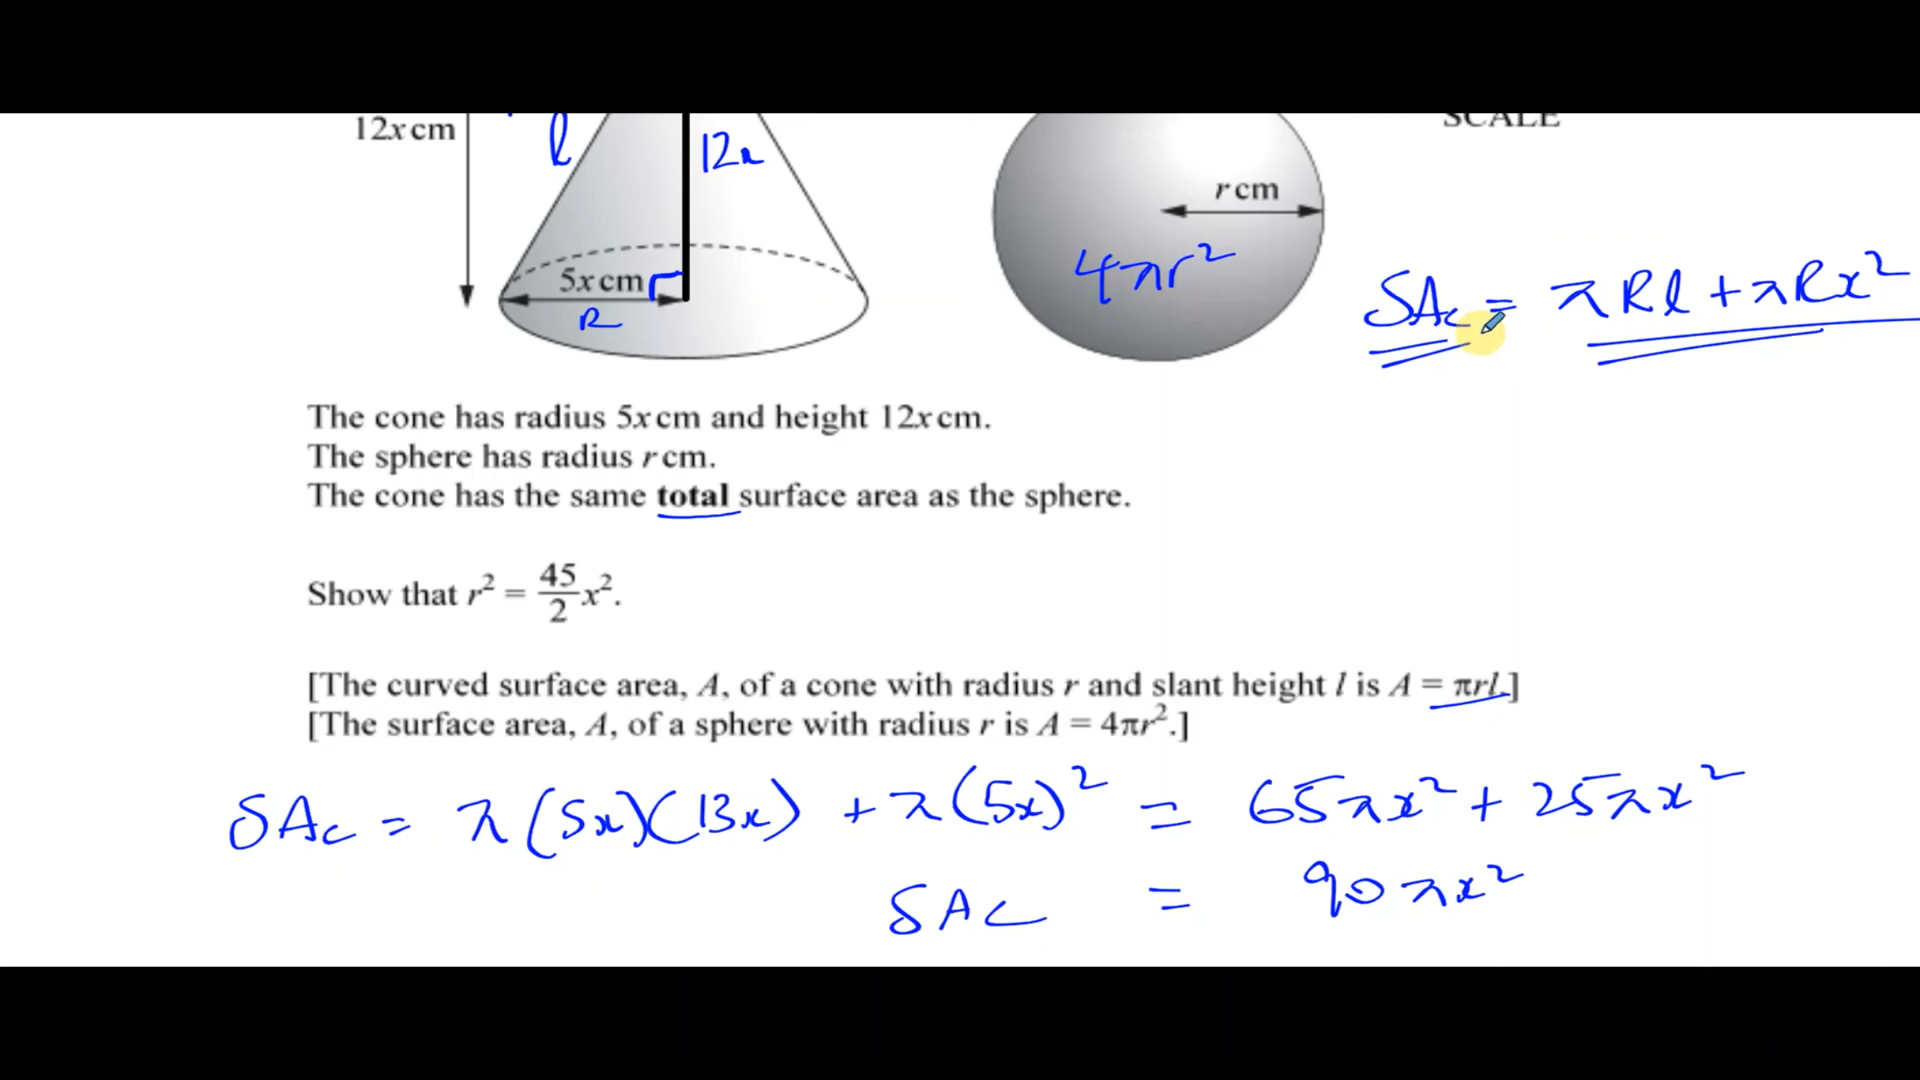 SCALE
12x cm
l
12x
r cm
5x cm
R
4πr²
SAc = πRl + πRx²
The cone has radius 5x cm and height 12x cm.
The sphere has radius r cm.
The cone has the same total surface area as the sphere.
Show that r² = 45/2 x².
[The curved surface area, A, of a cone with radius r and slant height l is A = πrl.]
[The surface area, A, of a sphere with radius r is A = 4πr².]
SAc = π(5x)(13x) + π(5x)² = 65πx² + 25πx²
SAC = 90πx²